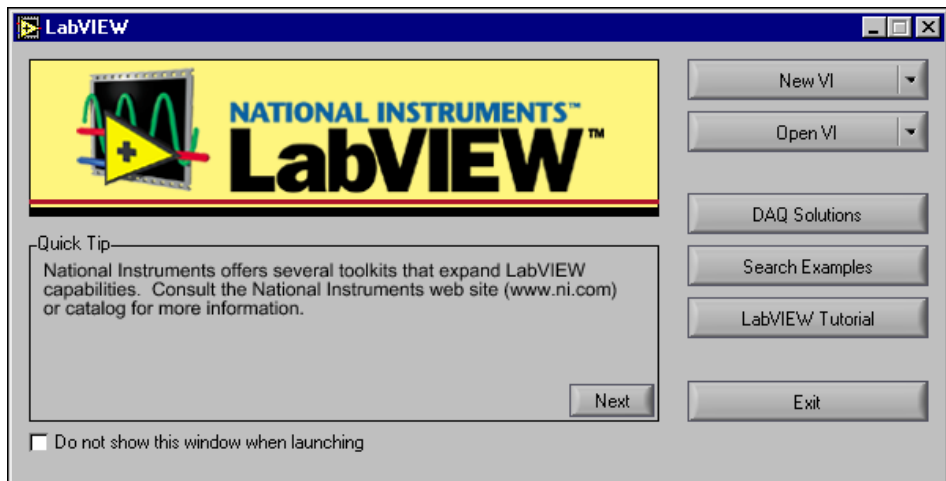 LabVIEW
NATIONAL INSTRUMENTS™
LabVIEW™
Quick Tip
National Instruments offers several toolkits that expand LabVIEW
capabilities. Consult the National Instruments web site (www.ni.com)
or catalog for more information.
Next
Do not show this window when launching
New VI
Open VI
DAQ Solutions
Search Examples
LabVIEW Tutorial
Exit